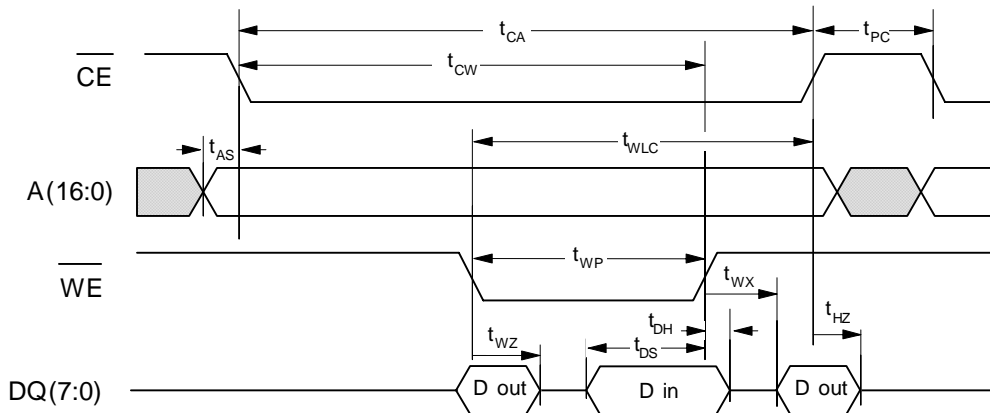 tCA
tPC
CE
tCW
tWLC
tAS
A(16:0)
tWP
WE
tWX
tDH
tHZ
tWZ
tDS
DQ(7:0)
D out
D in
D out